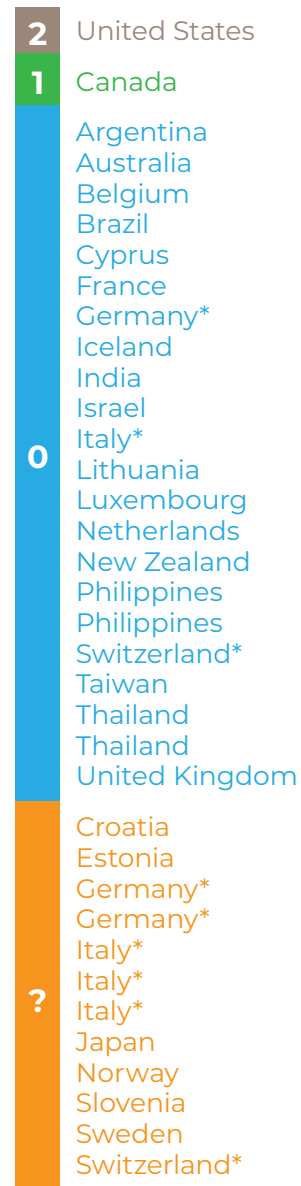 2 United States
1 Canada
Argentina
Australia
Belgium
Brazil
Cyprus
France
Germany*
Iceland
India
Israel
Italy*
0 Lithuania
Luxembourg
Netherlands
New Zealand
Philippines
Philippines
Switzerland*
Taiwan
Thailand
Thailand
United Kingdom
Croatia
Estonia
Germany*
Germany*
Italy*
Italy*
? Italy*
Japan
Norway
Slovenia
Sweden
Switzerland*